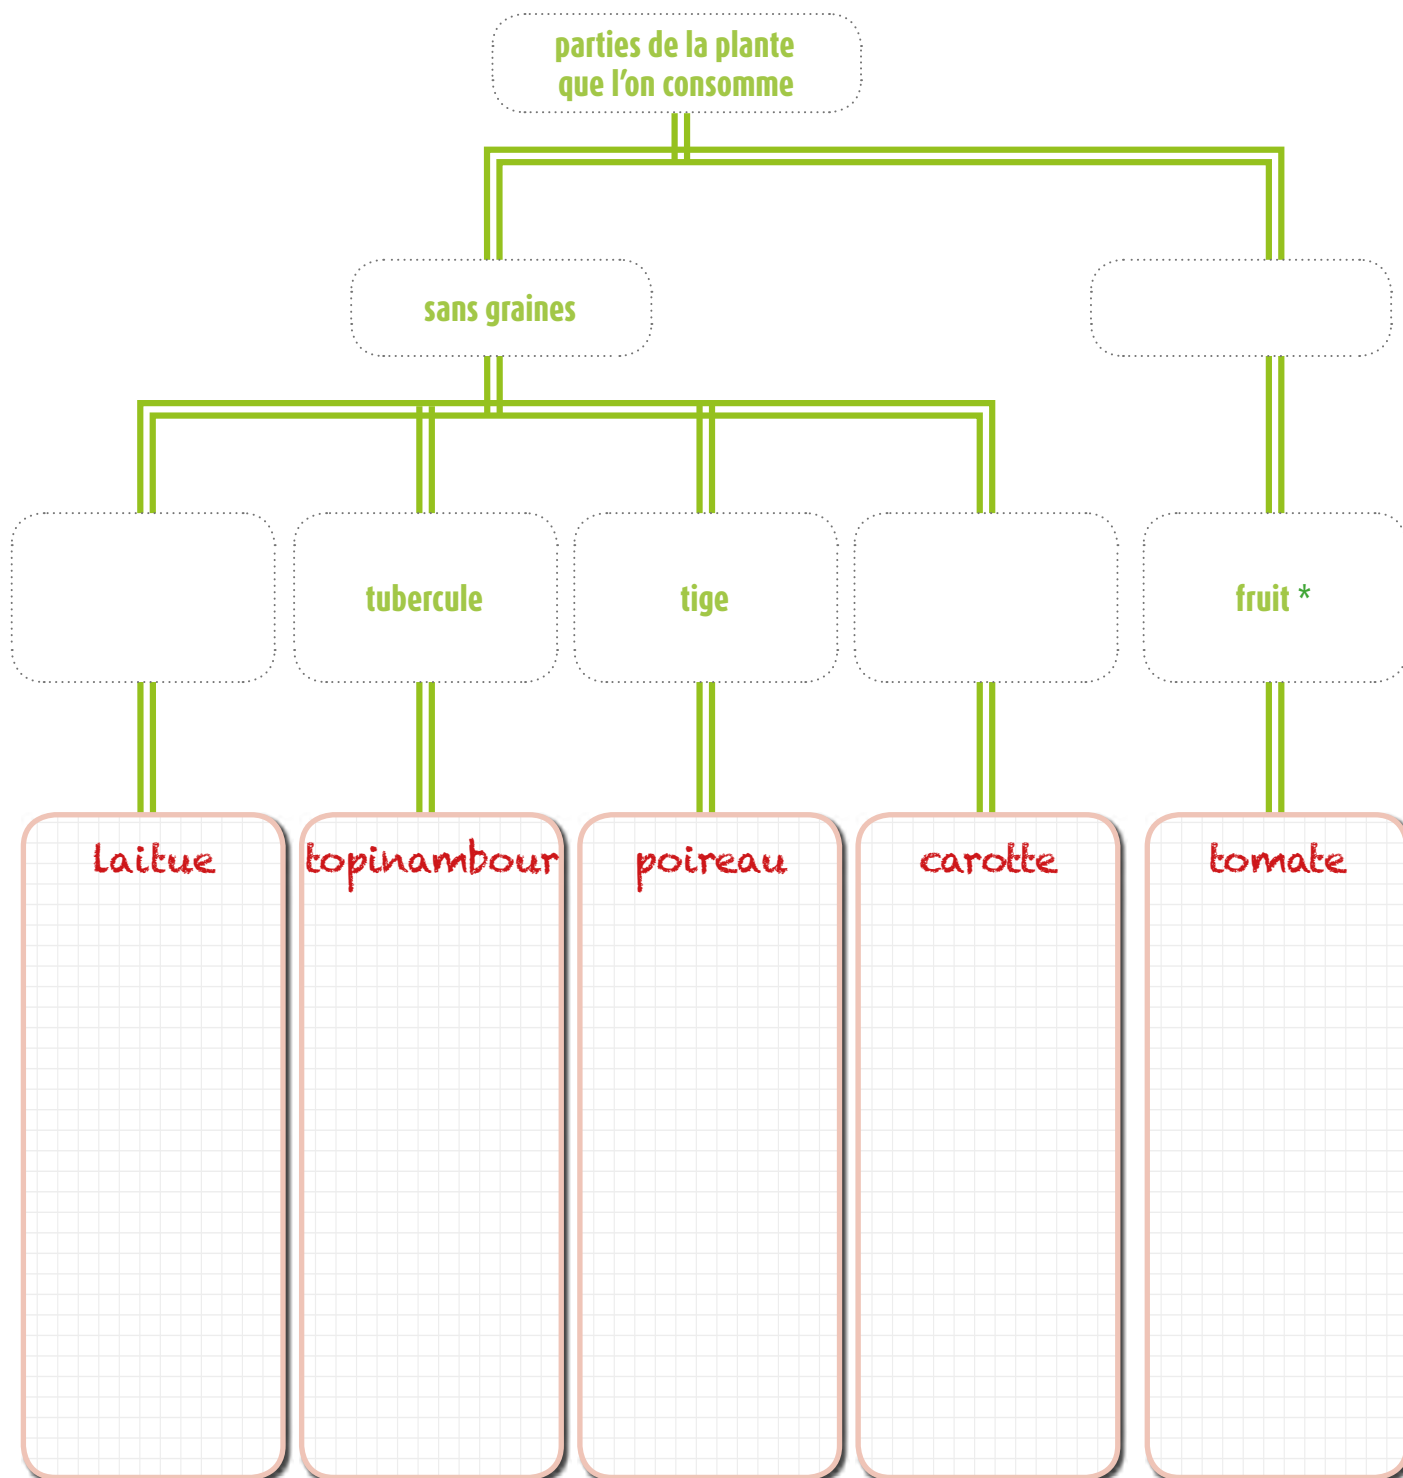 parties de la plante
que l'on consomme
sans graines
tubercule
tige
fruit *
laitue
topinambour
poireau
carotte
tomate